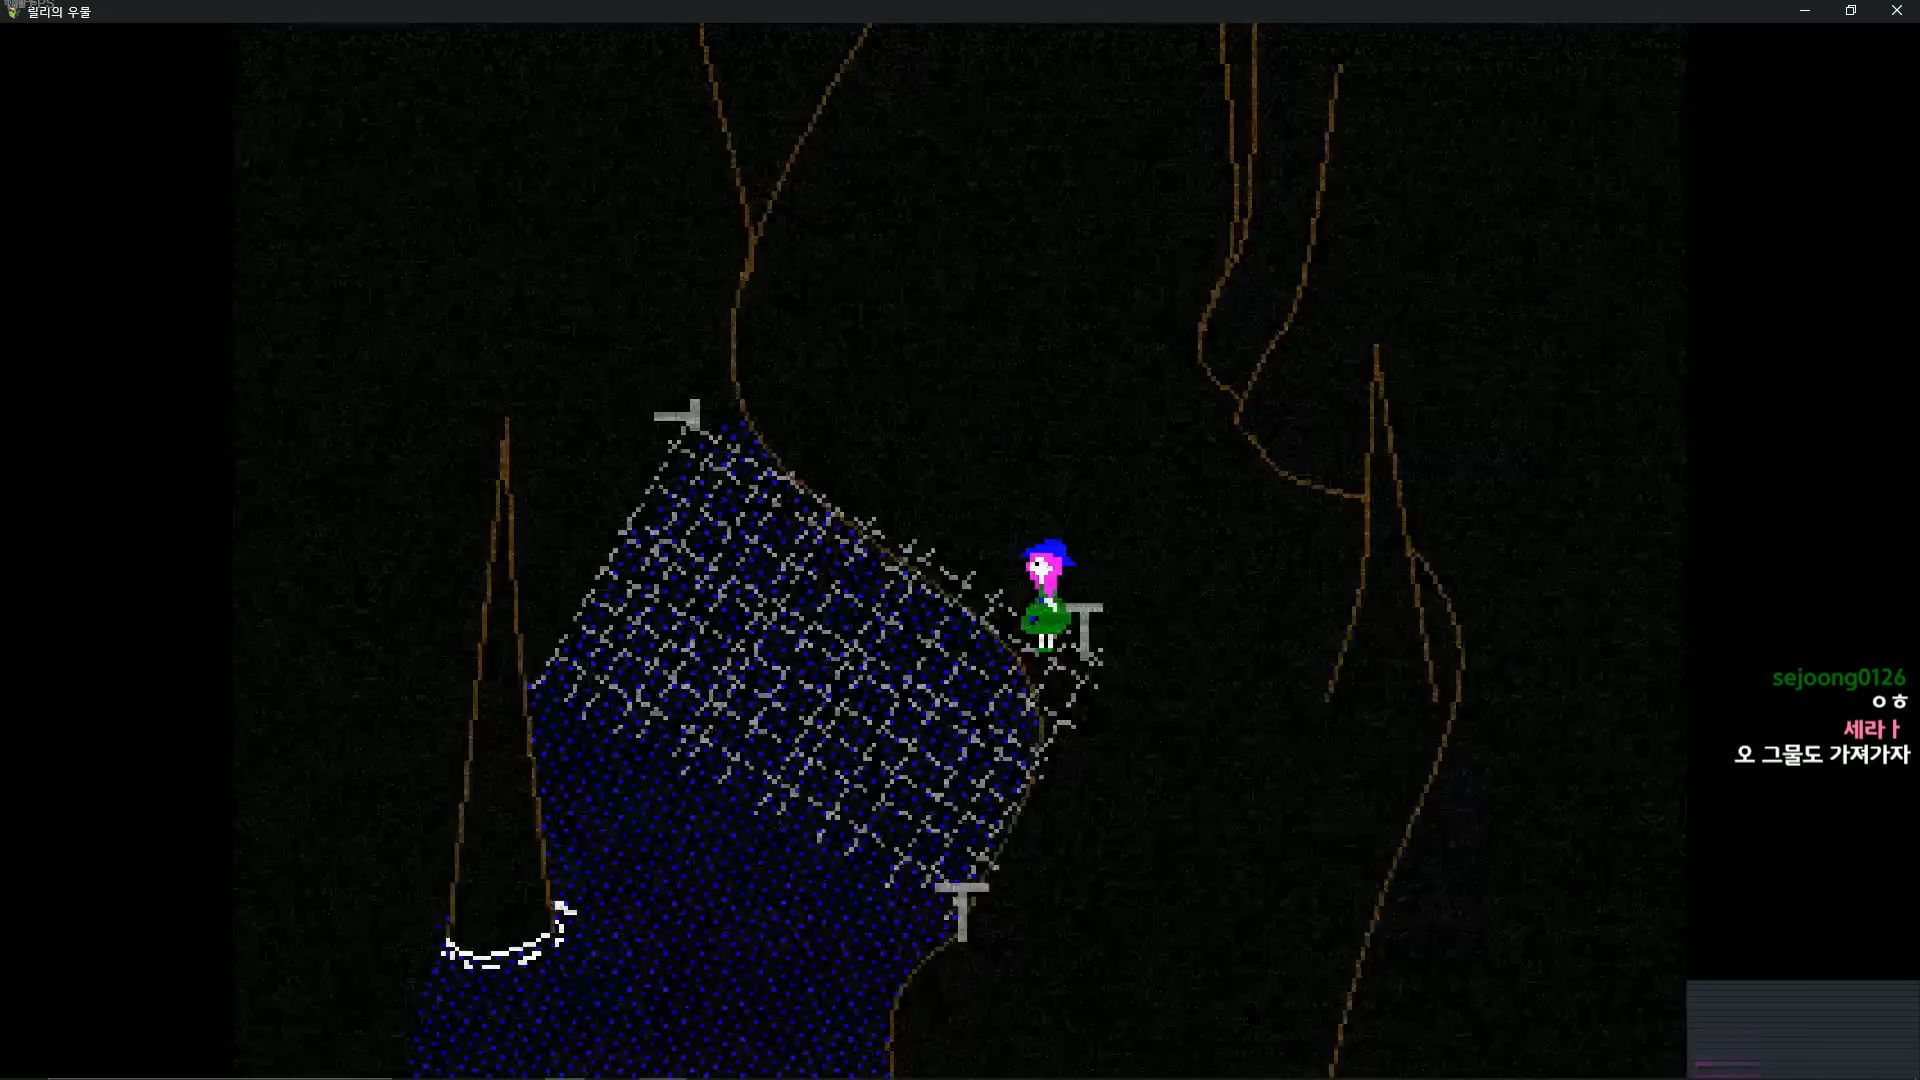 릴리의 우물
sejoong0126
ㅇㅎ
세라ㅏ
오 그물도 가져가자